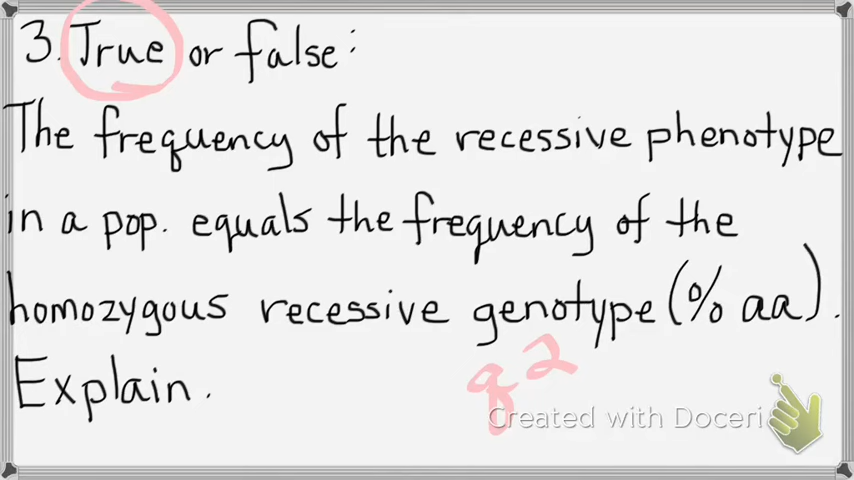 3. True or false:
The frequency of the recessive phenotype
in a pop. equals the frequency of the
homozygous recessive genotype (% aa).
Explain.
q2
Created with Doceri